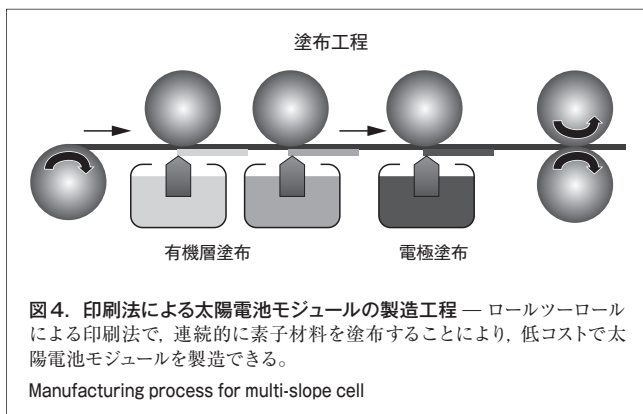 塗布工程
有機層塗布
電極塗布
図4．印刷法による太陽電池モジュールの製造工程 — ロールツーロール
による印刷法で，連続的に素子材料を塗布することにより，低コストで太
陽電池モジュールを製造できる。
Manufacturing process for multi-slope cell